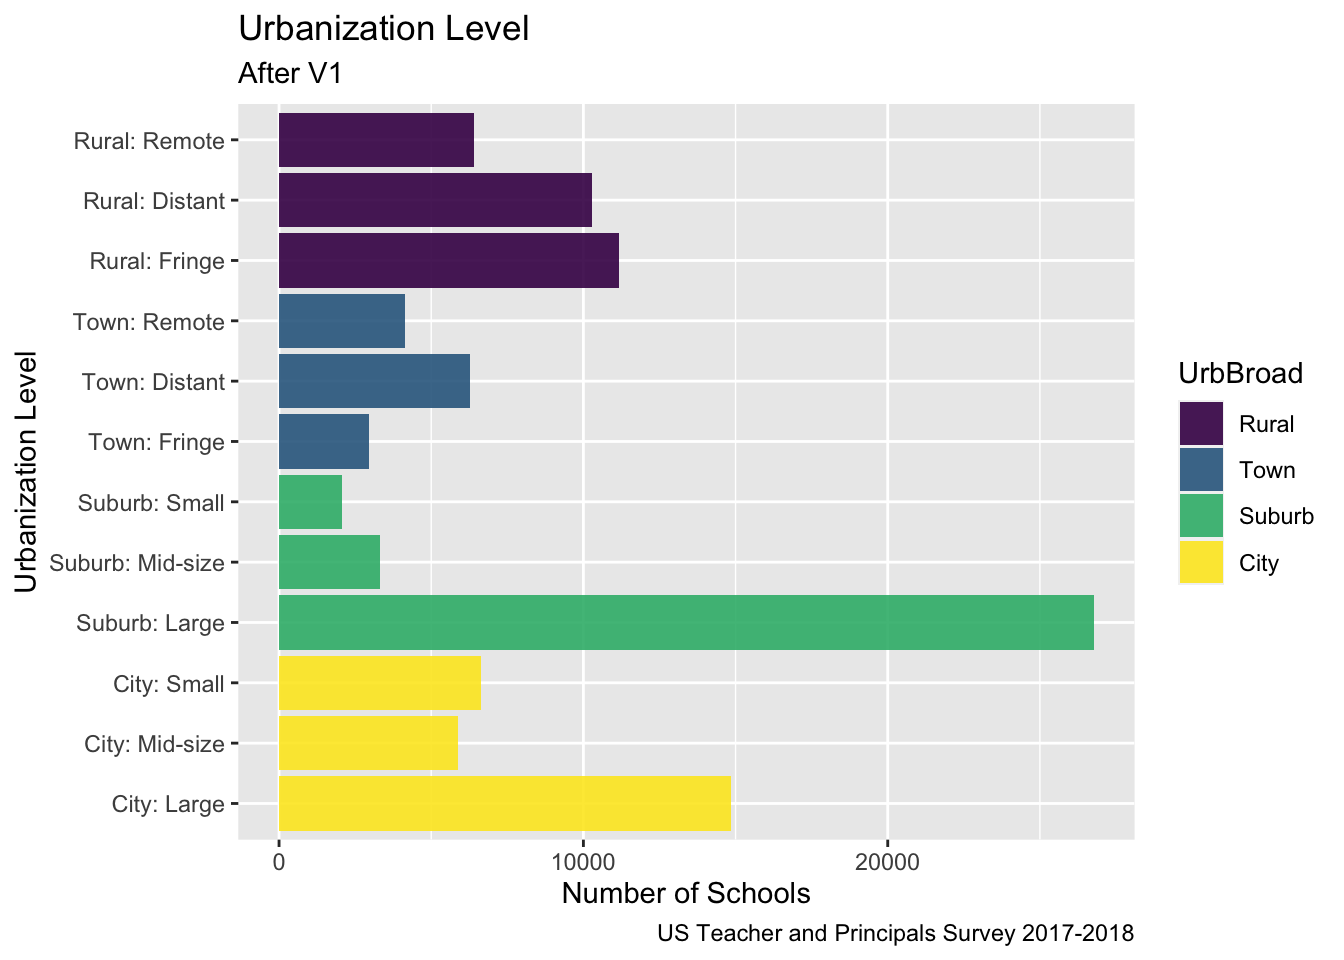 Urbanization Level
After V1
Rural: Remote
Rural: Distant
Rural: Fringe
Town: Remote
Town: Distant
Town: Fringe
Suburb: Small
Suburb: Mid-size
Suburb: Large
City: Small
City: Mid-size
City: Large
Urbanization Level
0 10000 20000
Number of Schools
US Teacher and Principals Survey 2017-2018
UrbBroad
Rural
Town
Suburb
City